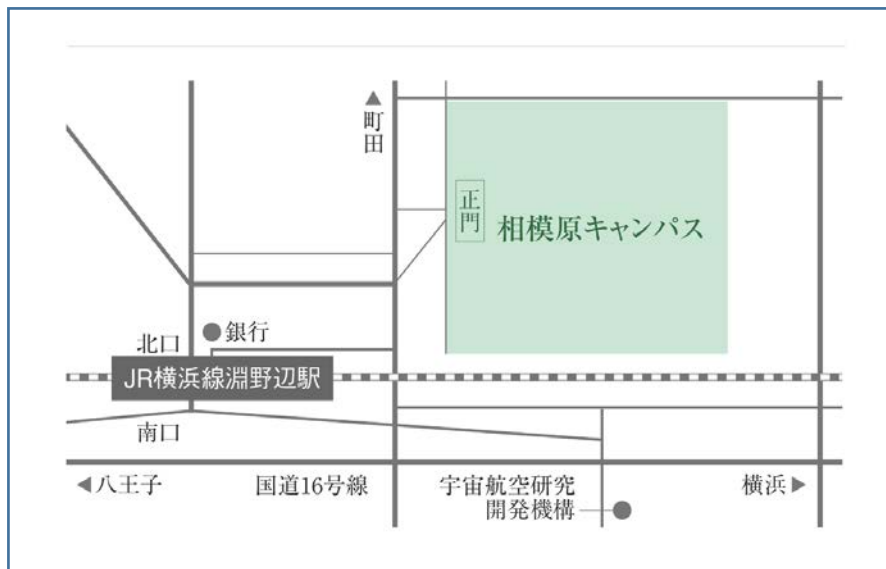 町田
正門
相模原キャンパス
銀行
北口
JR横浜線淵野辺駅
南口
八王子
国道16号線
宇宙航空研究
開発機構
横浜